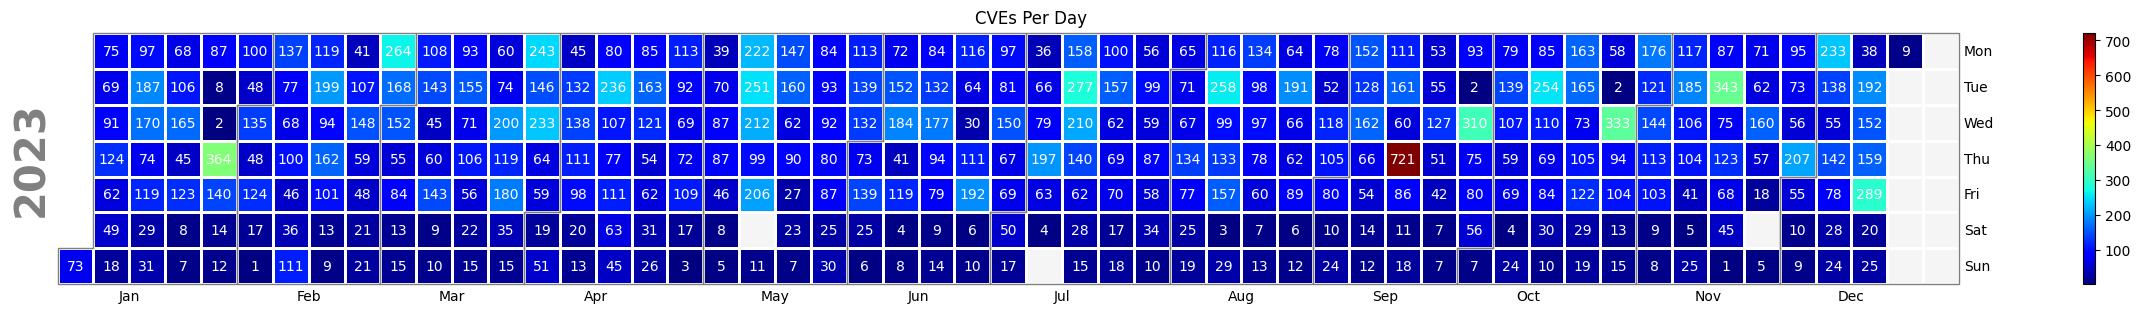 CVEs Per Day
2023
75 97 68 87 100 137 119 41 264 108 93 60 243 45 80 85 113 39 222 147 84 113 72 84 116 97 36 158 100 56 65 116 134 64 78 152 111 53 93 79 85 163 58 176 117 87 71 95 233 38 9 Mon
69 187 106 8 48 77 199 107 168 143 155 74 146 132 236 163 92 70 251 160 93 139 152 132 64 81 66 277 157 99 71 258 98 191 52 128 161 55 2 139 254 165 2 121 185 343 62 73 138 192 Tue
91 170 165 2 135 68 94 148 152 45 71 200 233 138 107 121 69 87 212 62 92 132 184 177 30 150 79 210 62 59 67 99 97 66 118 162 60 127 310 107 110 73 333 144 106 75 160 56 55 152 Wed
124 74 45 364 48 100 162 59 55 60 106 119 64 111 77 54 72 87 99 90 80 73 41 94 111 67 197 140 69 87 134 133 78 62 105 66 721 51 75 59 69 105 94 113 104 123 57 207 142 159 Thu
62 119 123 140 124 46 101 48 84 143 56 180 59 98 111 62 109 46 206 27 87 139 119 79 192 69 63 62 70 58 77 157 60 89 80 54 86 42 80 69 84 122 104 103 41 68 18 55 78 289 Fri
49 29 8 14 17 36 13 21 13 9 22 35 19 20 63 31 17 8 23 25 25 4 9 6 50 4 28 17 34 25 3 7 6 10 14 11 7 56 4 30 29 13 9 5 45 10 28 20 Sat
73 18 31 7 12 1 111 9 21 15 10 15 15 51 13 45 26 3 5 11 7 30 6 8 14 10 17 15 18 10 19 29 13 12 24 12 18 7 7 24 10 19 15 8 25 1 5 9 24 25 Sun
Jan Feb Mar Apr May Jun Jul Aug Sep Oct Nov Dec
700
600
500
400
300
200
100